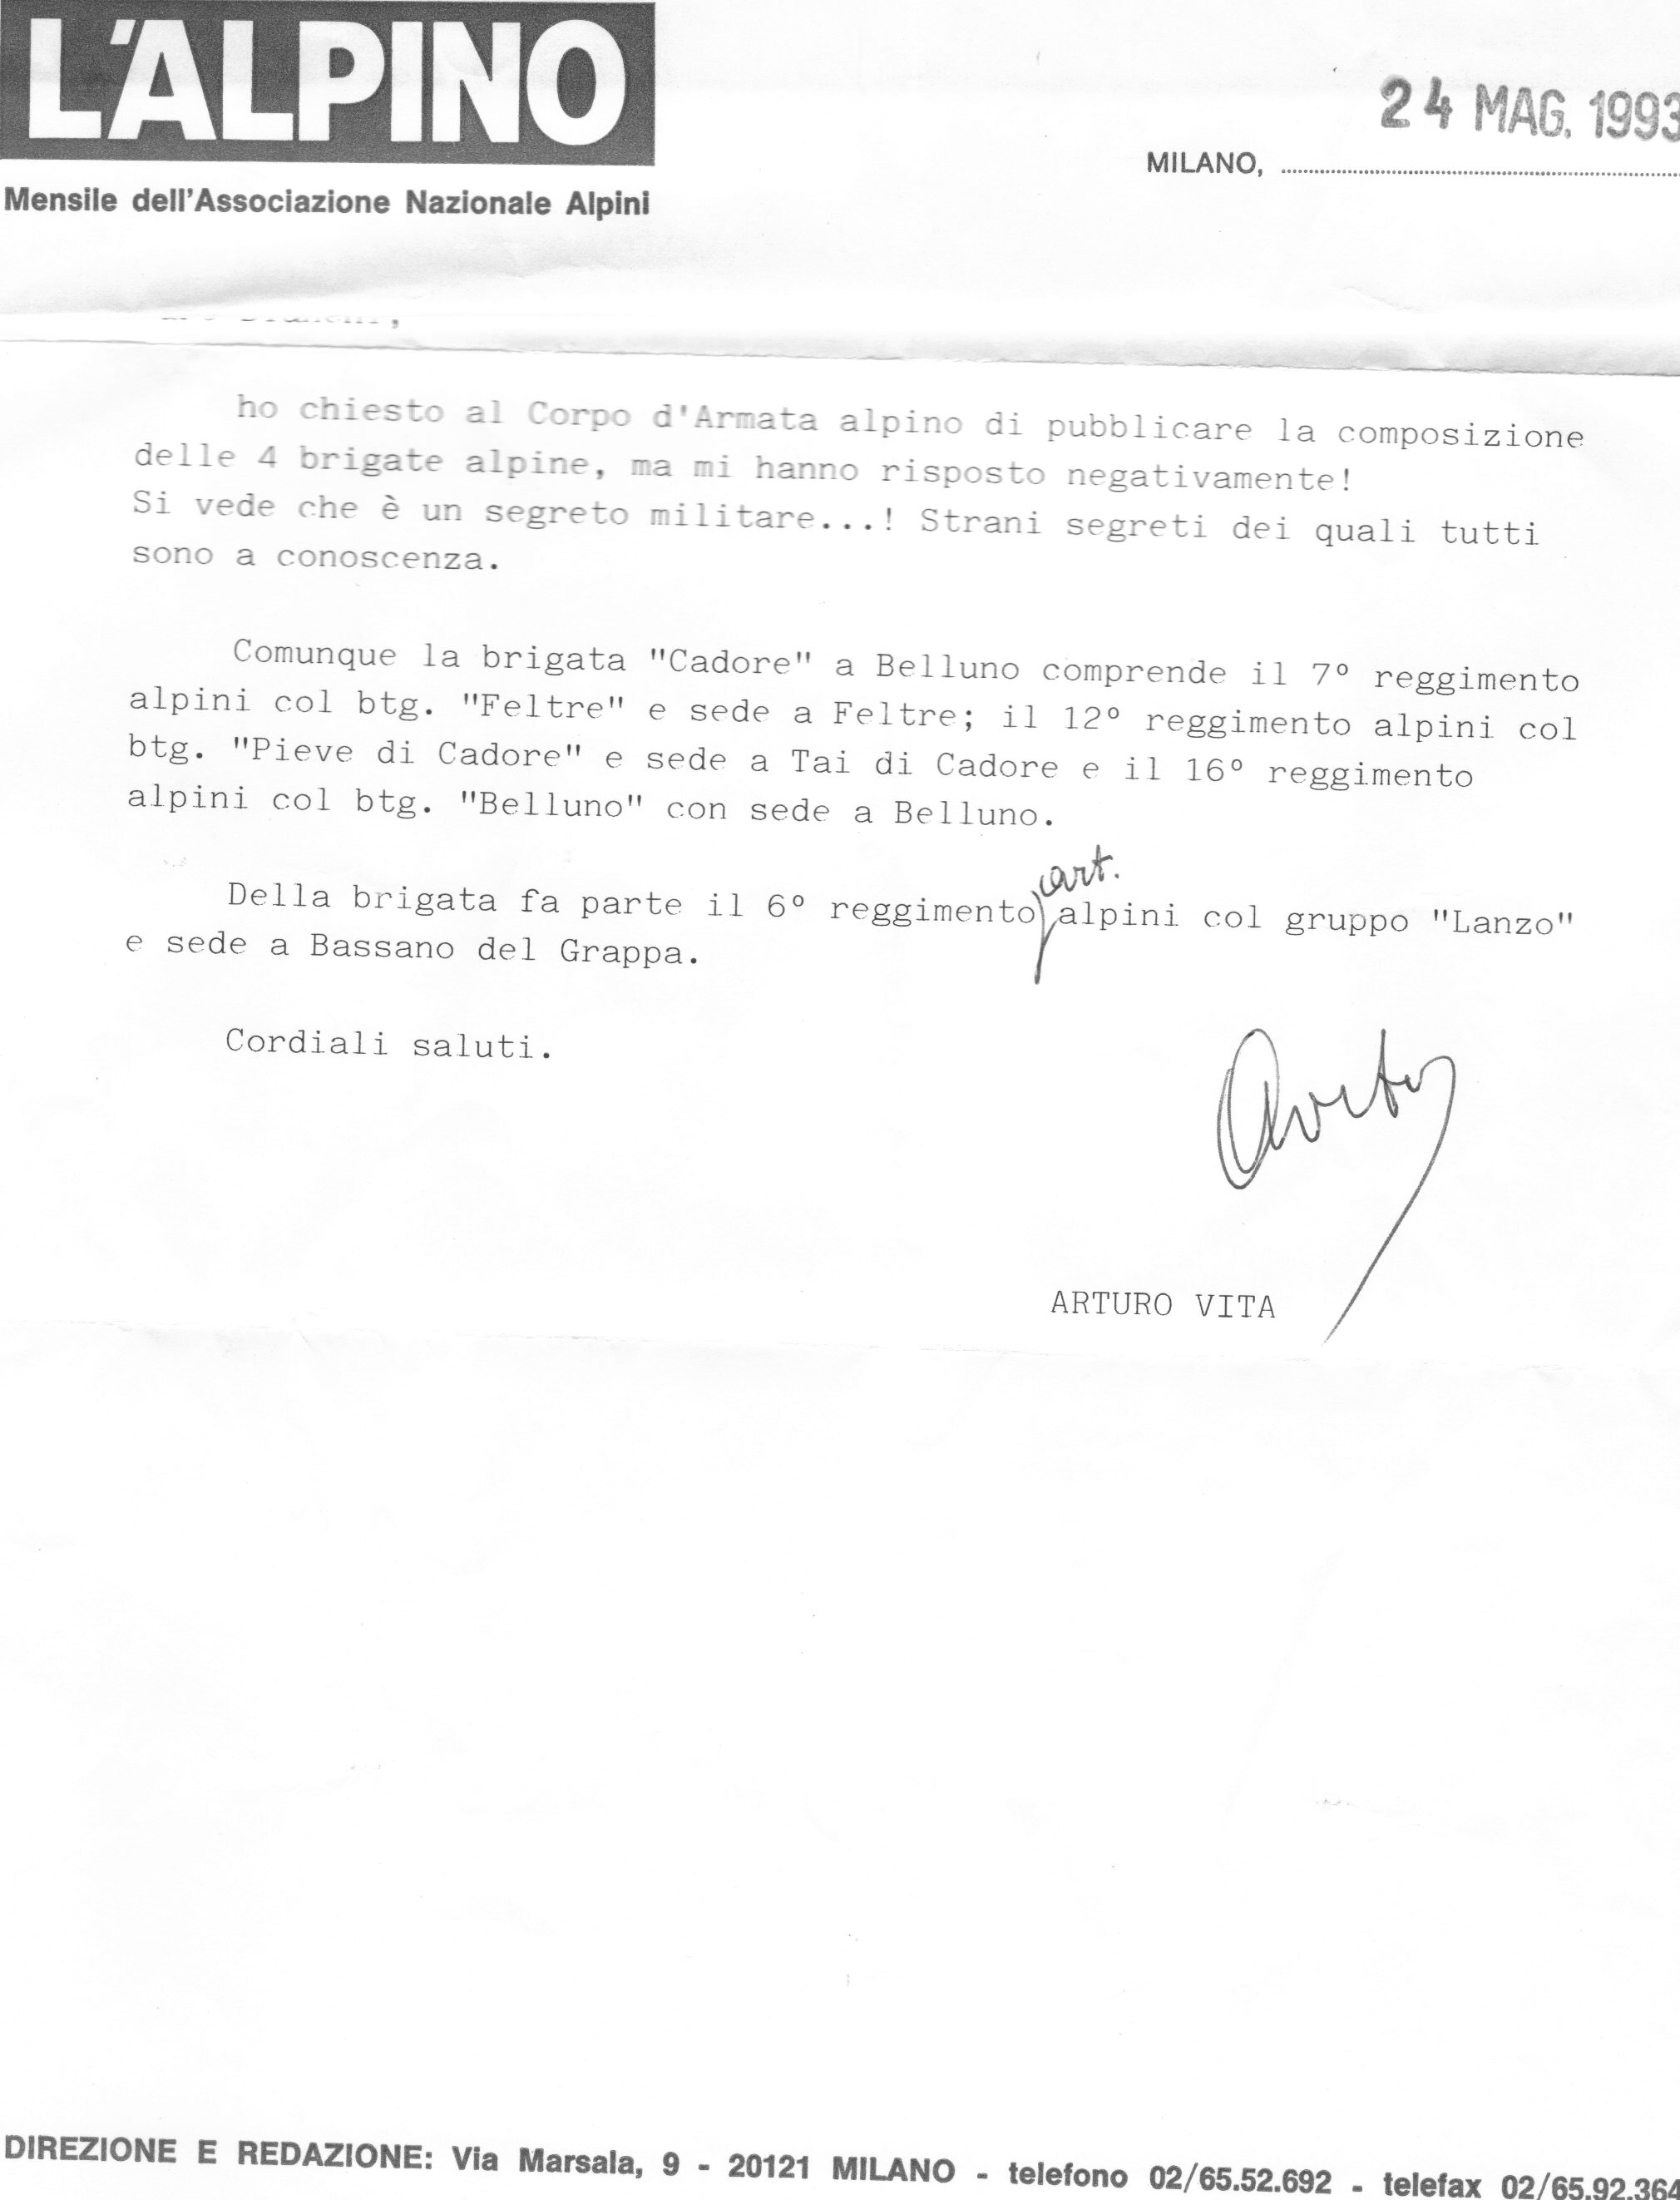 L'ALPINO
24 MAG. 1993
MILANO,
Mensile dell'Associazione Nazionale Alpini
ho chiesto al Corpo d'Armata alpino di pubblicare la composizione
delle 4 brigate alpine, ma mi hanno risposto negativamente!
Si vede che è un segreto militare...! Strani segreti dei quali tutti
sono a conoscenza.
Comunque la brigata "Cadore" a Belluno comprende il 7º reggimento
alpini col btg. "Feltre" e sede a Feltre; il 12º reggimento alpini col
btg. "Pieve di Cadore" e sede a Tai di Cadore e il 16º reggimento
alpini col btg. "Belluno" con sede a Belluno.
Della brigata fa parte il 6º reggimento art. alpini col gruppo "Lanzo"
e sede a Bassano del Grappa.
Cordiali saluti.
ARTURO VITA
DIREZIONE E REDAZIONE: Via Marsala, 9 - 20121 MILANO - telefono 02/65.52.692 - telefax 02/65.92.364